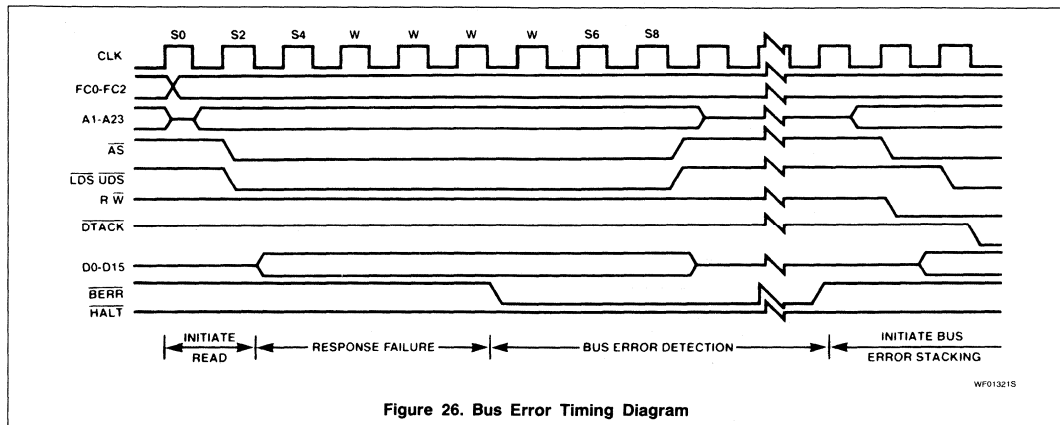 S0 S2 S4 W W W W S6 S8
CLK
FC0-FC2
A1-A23
AS
LDS UDS
R W
DTACK
D0-D15
BERR
HALT
INITIATE READ
RESPONSE FAILURE
BUS ERROR DETECTION
INITIATE BUS ERROR STACKING
WF01321S
Figure 26. Bus Error Timing Diagram